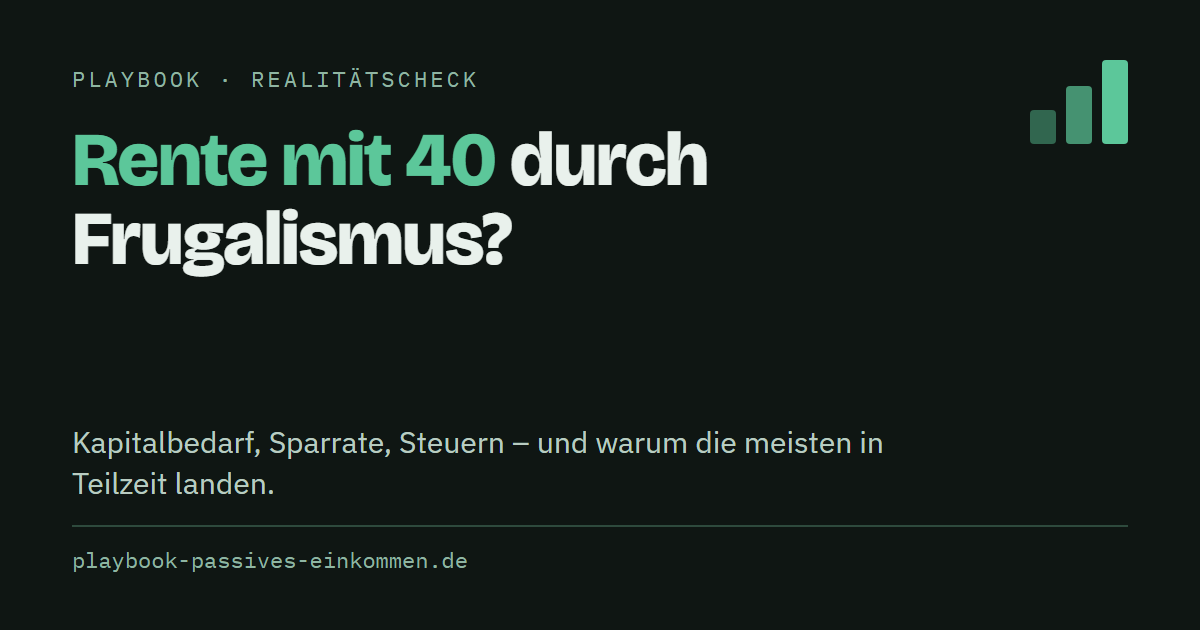 PLAYBOOK · REALITÄTSCHECK
Rente mit 40 durch
Frugalismus?
Kapitalbedarf, Sparrate, Steuern – und warum die meisten in
Teilzeit landen.
playbook-passives-einkommen.de